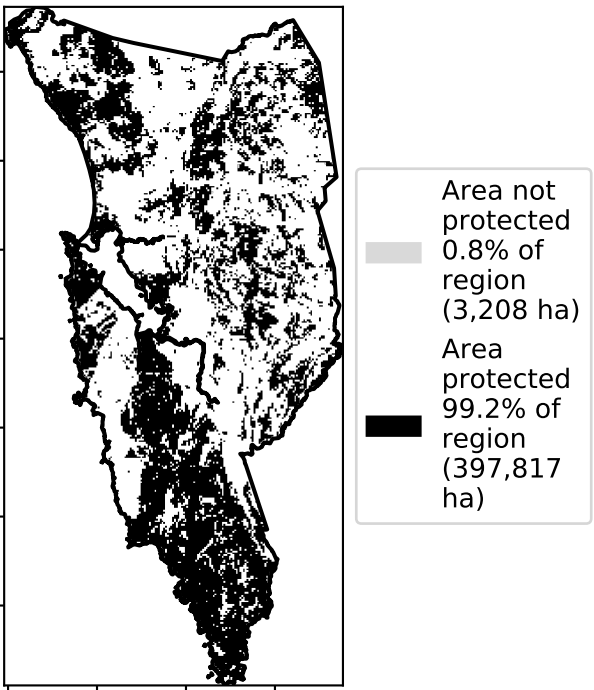 Area not
protected
0.8% of
region
(3,208 ha)
Area
protected
99.2% of
region
(397,817
ha)